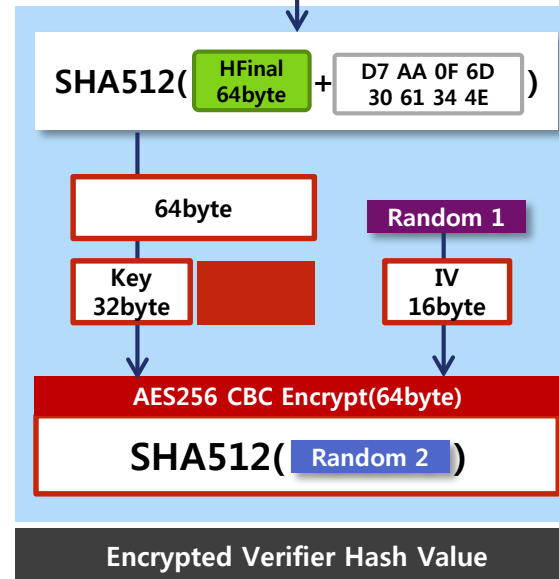 SHA512( HFinal 64byte + D7 AA 0F 6D 30 61 34 4E )
64byte
Random 1
Key 32byte
IV 16byte
AES256 CBC Encrypt(64byte)
SHA512( Random 2 )
Encrypted Verifier Hash Value